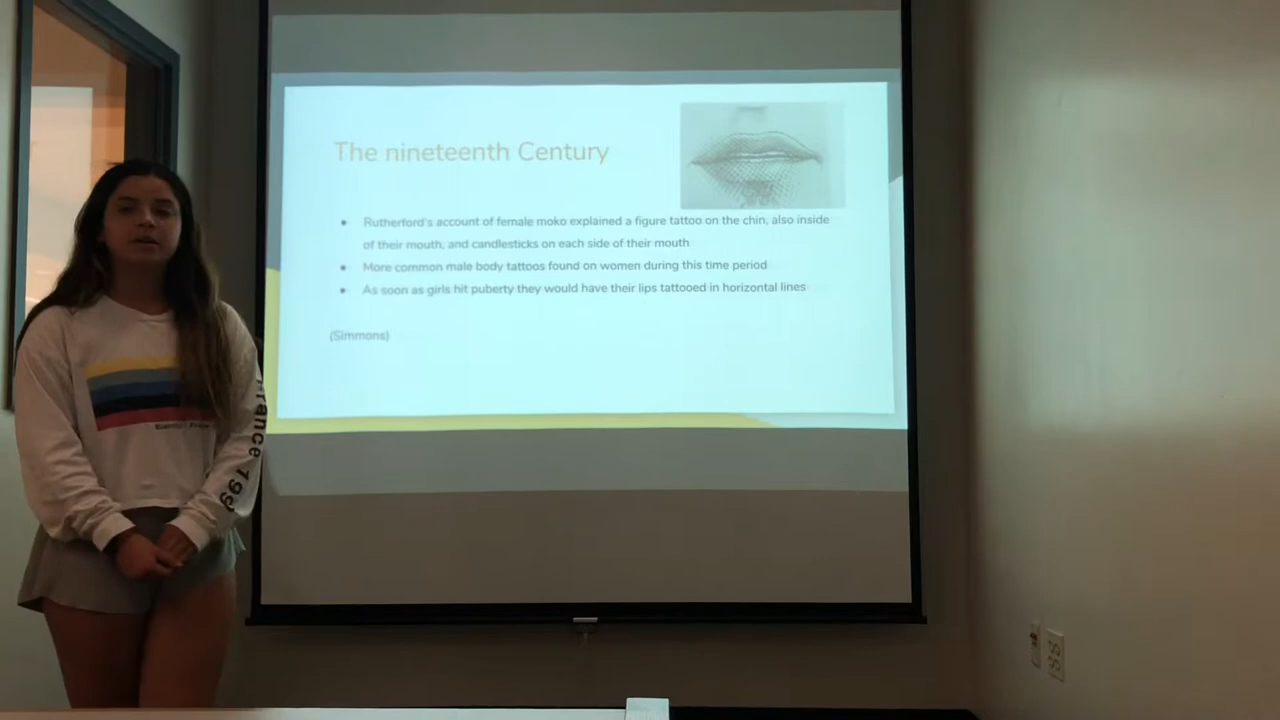 The nineteenth Century
Rutherford's account of female moko explained a figure tattoo on the chin, also inside
of their mouth, and candlesticks on each side of their mouth
More common male body tattoos found on women during this time period
As soon as girls hit puberty they would have their lips tattooed in horizontal lines
(Simmons)
France 199